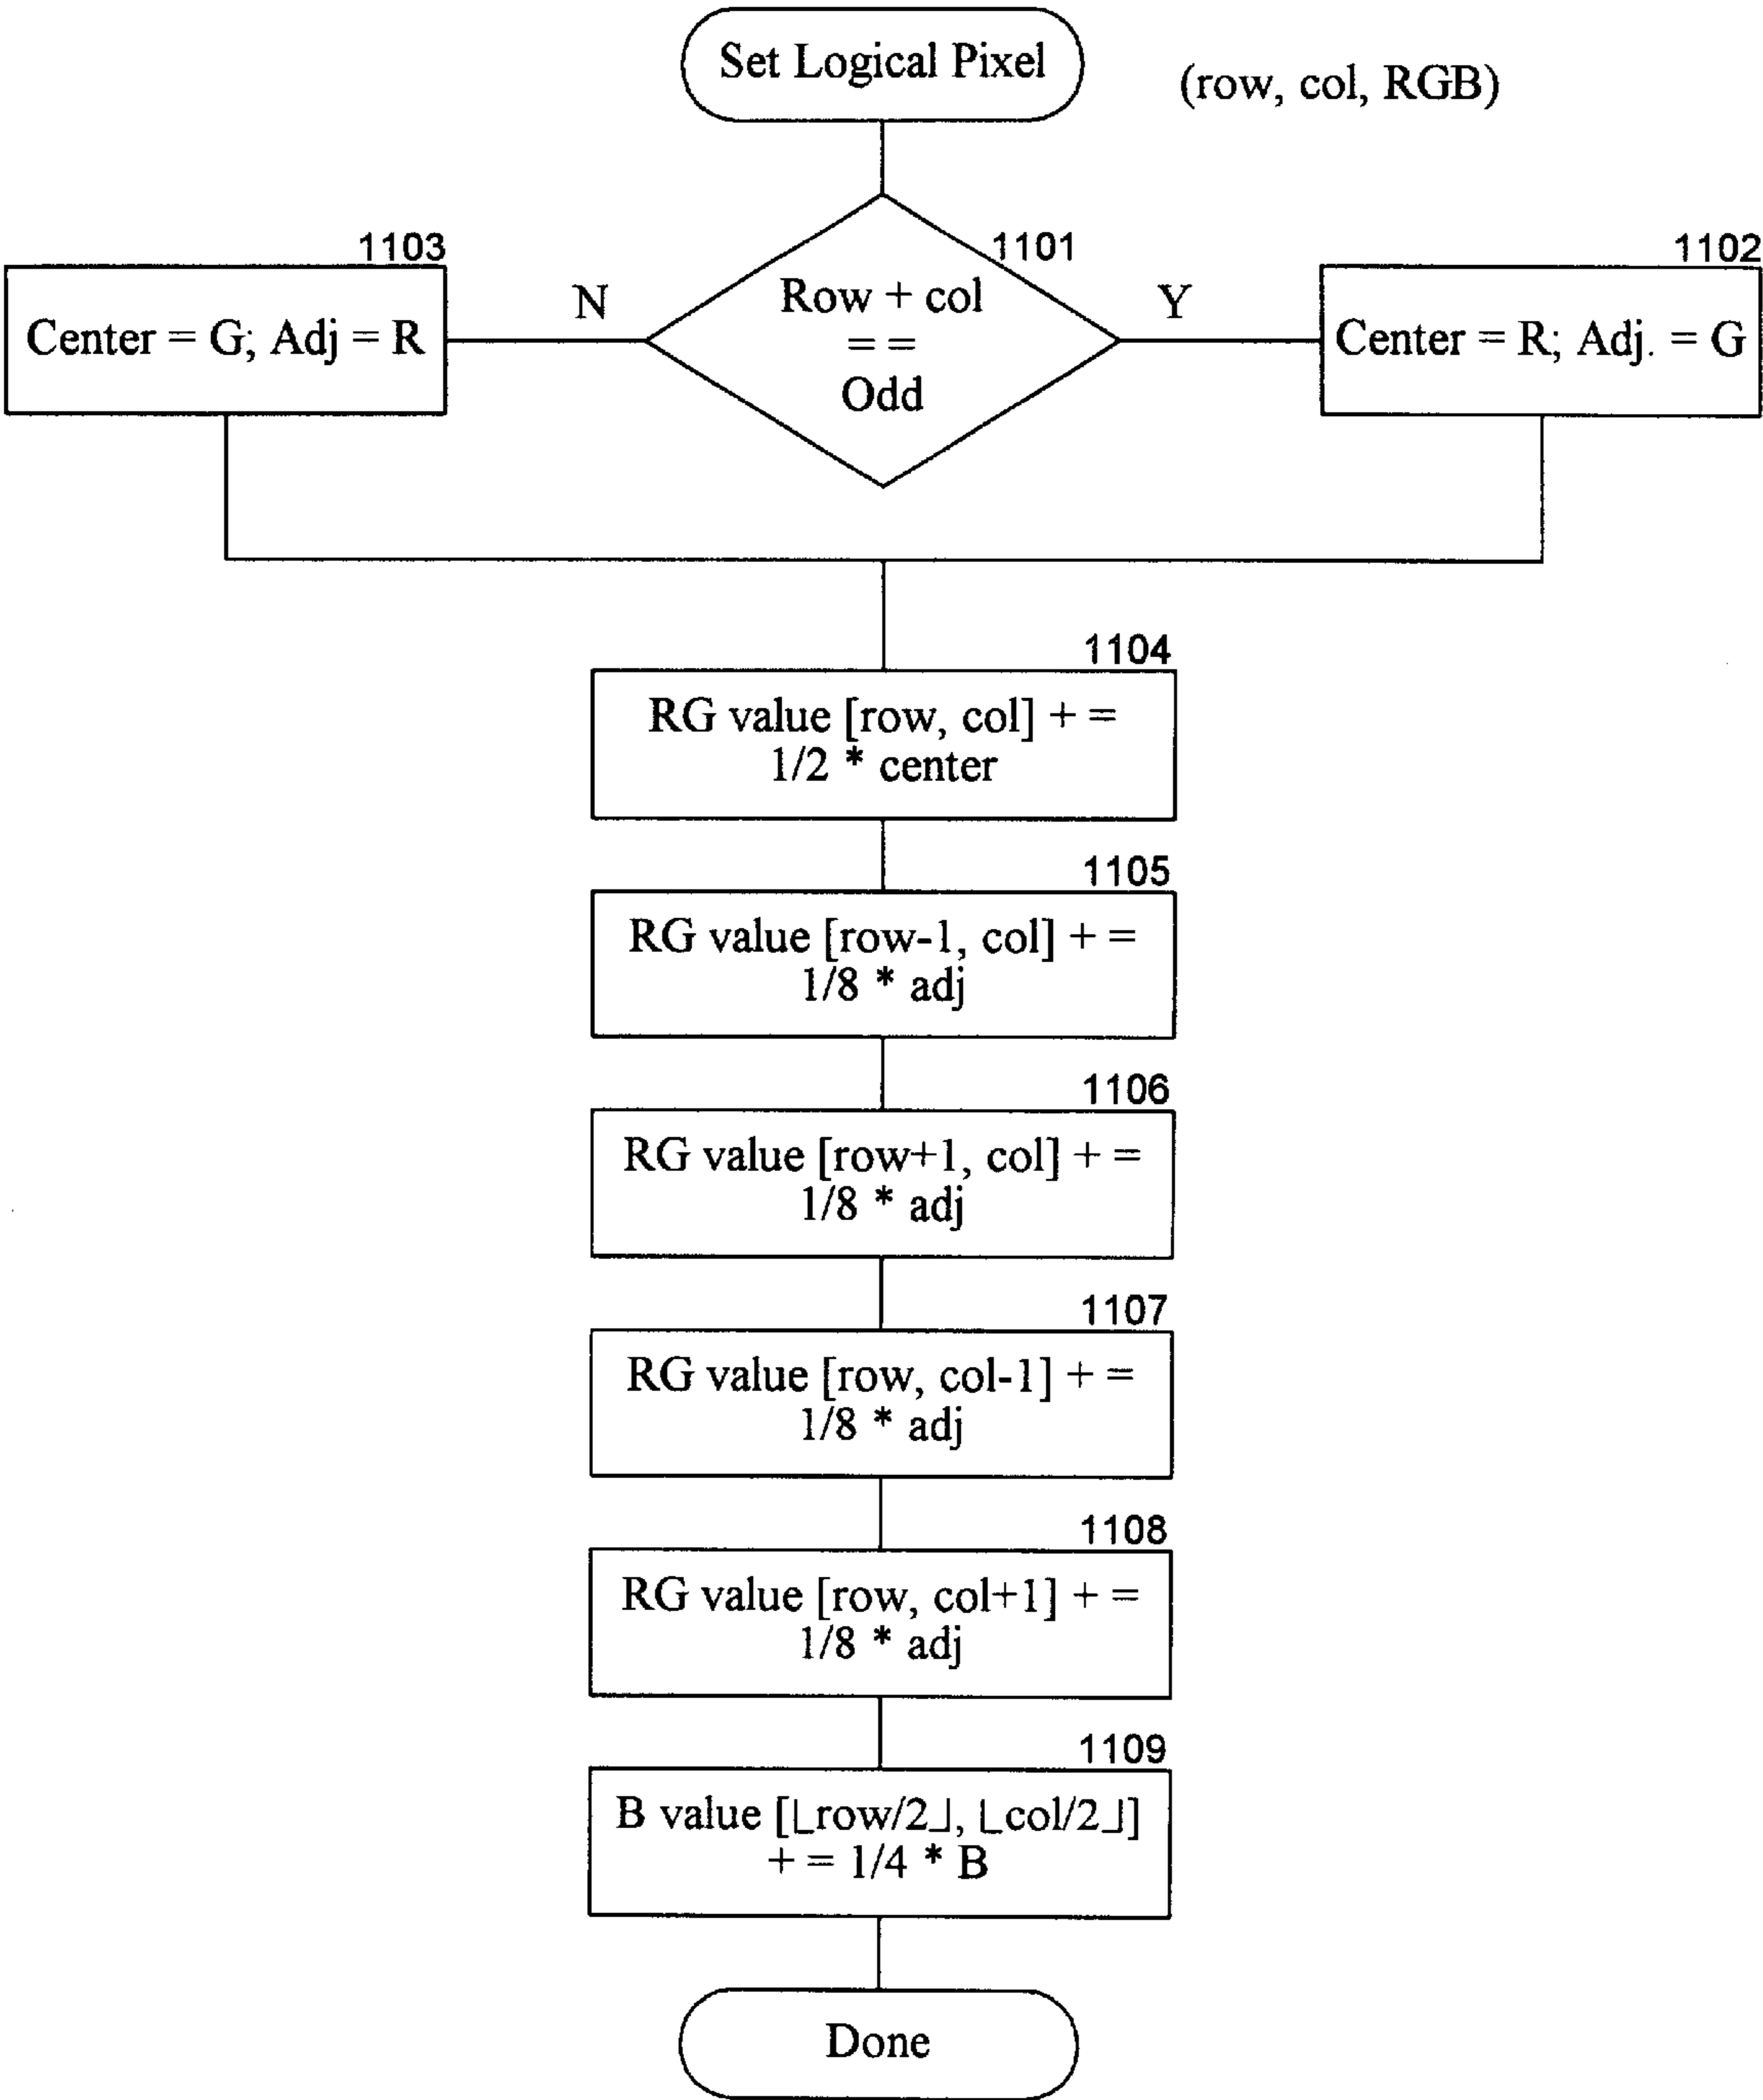 Set Logical Pixel
(row, col, RGB)
1103
1101
1102
Center = G; Adj = R
N
Row + col
= =
Odd
Y
Center = R; Adj. = G
1104
RG value [row, col] + =
1/2 * center
1105
RG value [row-1, col] + =
1/8 * adj
1106
RG value [row+1, col] + =
1/8 * adj
1107
RG value [row, col-1] + =
1/8 * adj
1108
RG value [row, col+1] + =
1/8 * adj
1109
B value [⌊row/2⌋, ⌊col/2⌋]
+ = 1/4 * B
Done